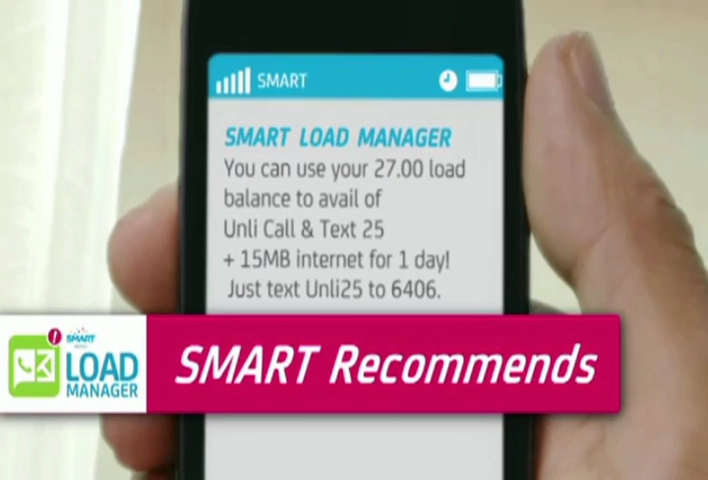 SMART
SMART LOAD MANAGER
You can use your 27.00 load
balance to avail of
Unli Call & Text 25
+ 15MB internet for 1 day!
Just text Unli25 to 6406.
!
SMART
LOAD
MANAGER
SMART Recommends